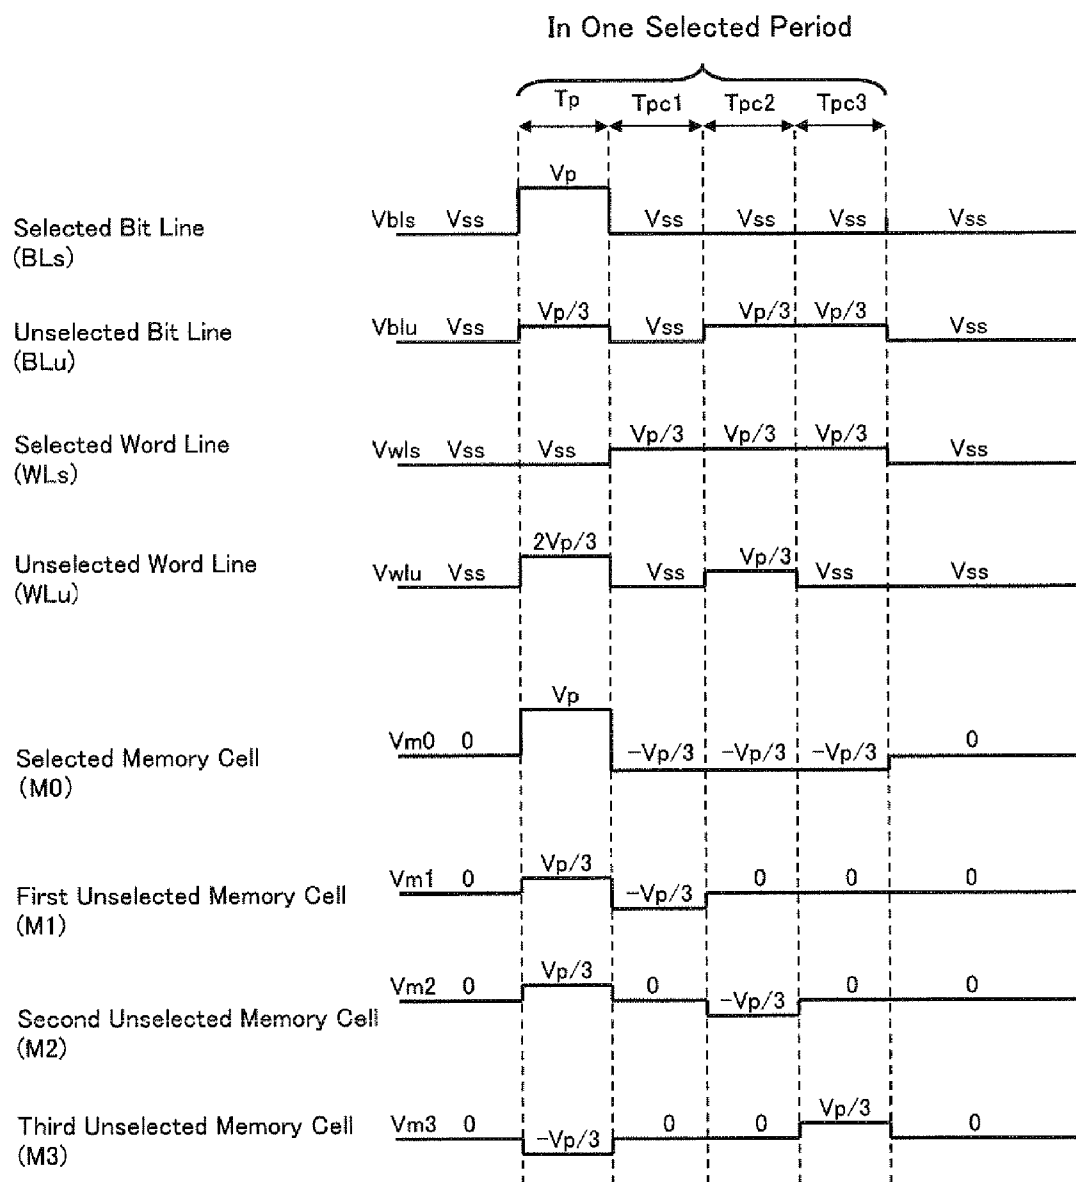 In One Selected Period
Tp Tpc1 Tpc2 Tpc3
Vp
Selected Bit Line
(BLs)
Vbls Vss Vss Vss Vss Vss
Vp/3 Vp/3 Vp/3
Unselected Bit Line
(BLu)
Vblu Vss Vss Vss
Vp/3 Vp/3 Vp/3
Selected Word Line
(WLs)
Vwls Vss Vss Vss
2Vp/3 Vp/3
Unselected Word Line
(WLu)
Vwlu Vss Vss Vss Vss
Vp
Selected Memory Cell
(M0)
Vm0 0 -Vp/3 -Vp/3 -Vp/3 0
Vp/3
First Unselected Memory Cell
(M1)
Vm1 0 -Vp/3 0 0 0
Vp/3
Second Unselected Memory Cell
(M2)
Vm2 0 0 -Vp/3 0 0
Vp/3
Third Unselected Memory Cell
(M3)
Vm3 0 -Vp/3 0 0 0